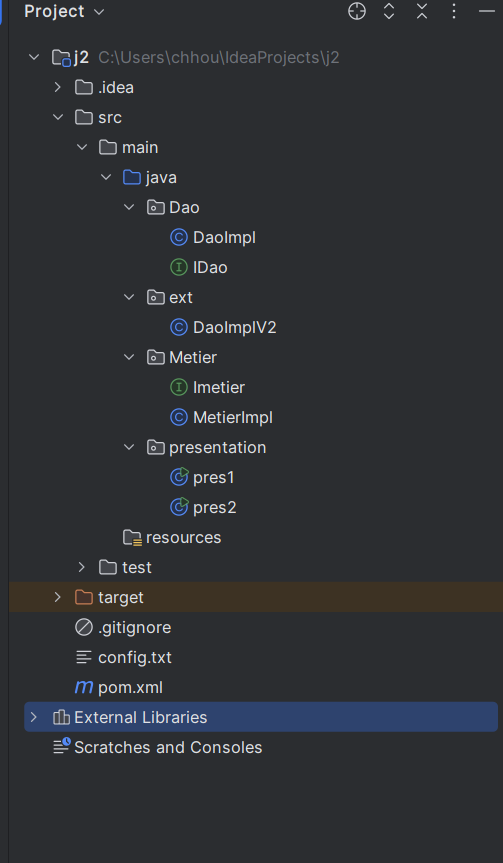 Project
j2 C:\Users\chhou\IdeaProjects\j2
.idea
src
main
java
Dao
DaoImpl
IDao
ext
DaoImplV2
Metier
Imetier
MetierImpl
presentation
pres1
pres2
resources
test
target
.gitignore
config.txt
pom.xml
External Libraries
Scratches and Consoles